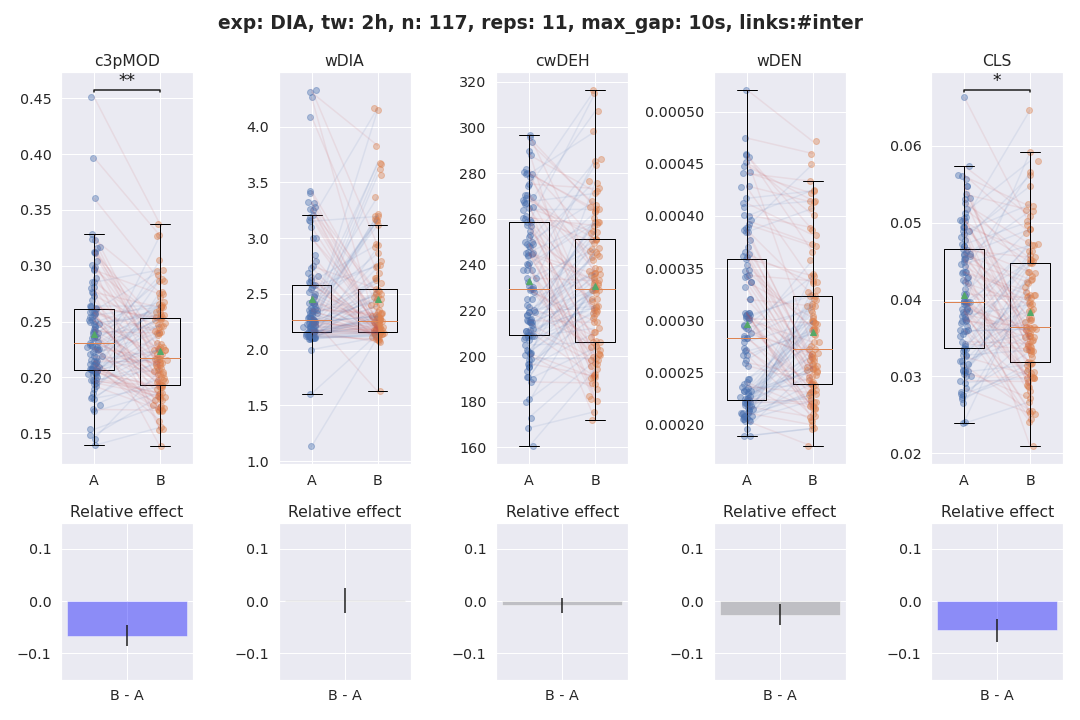 exp: DIA, tw: 2h, n: 117, reps: 11, max_gap: 10s, links:#inter
c3pMOD
**
0.45
0.40
0.35
0.30
0.25
0.20
0.15
A B
wDIA
4.0
3.5
3.0
2.5
2.0
1.5
1.0
A B
cwDEH
320
300
280
260
240
220
200
180
160
A B
wDEN
0.00050
0.00045
0.00040
0.00035
0.00030
0.00025
0.00020
A B
CLS
*
0.06
0.05
0.04
0.03
0.02
A B
Relative effect
0.1
0.0
−0.1
B - A
Relative effect
0.1
0.0
−0.1
B - A
Relative effect
0.1
0.0
−0.1
B - A
Relative effect
0.1
0.0
−0.1
B - A
Relative effect
0.1
0.0
−0.1
B - A